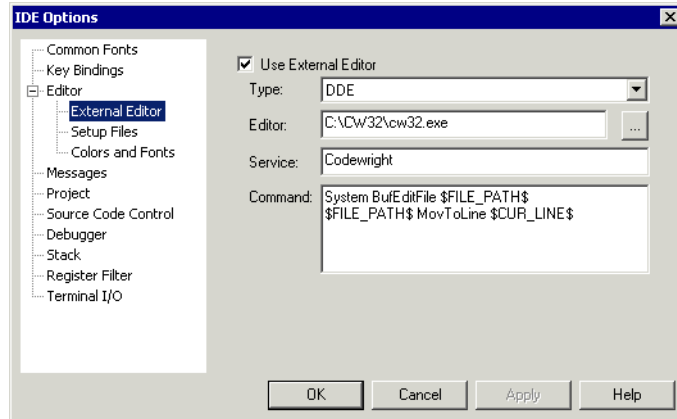 IDE Options
Common Fonts
Key Bindings
Editor
External Editor
Setup Files
Colors and Fonts
Messages
Project
Source Code Control
Debugger
Stack
Register Filter
Terminal I/O
Use External Editor
Type: DDE
Editor: C:\CW32\cw32.exe ...
Service: Codewright
Command: System BufEditFile $FILE_PATH$
$FILE_PATH$ MovToLine $CUR_LINE$
OK Cancel Apply Help